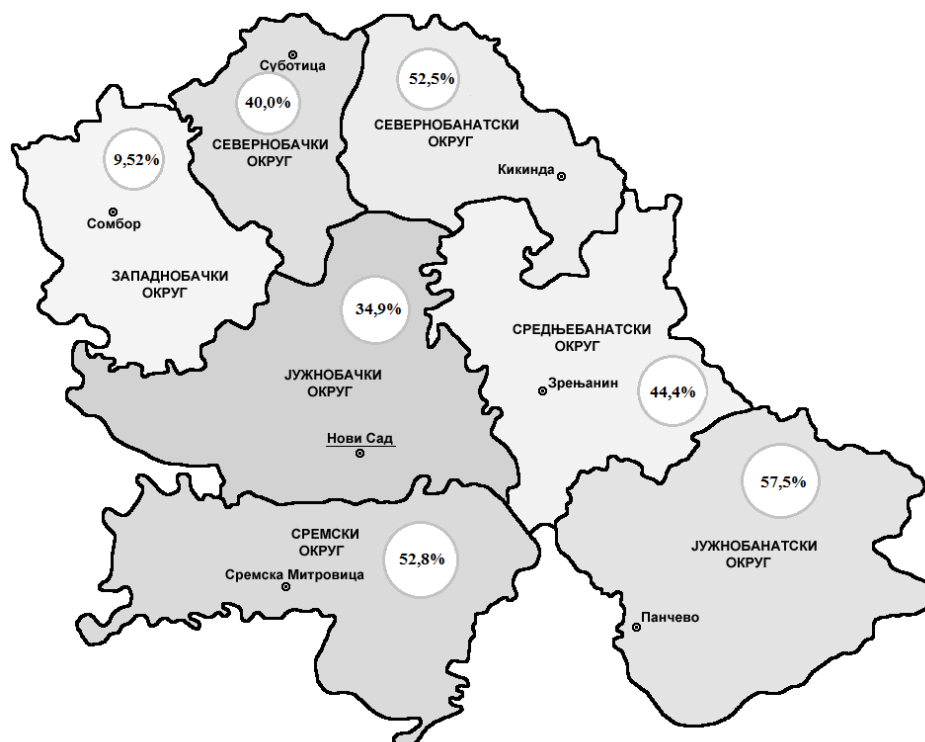 Суботица
40,0%
СЕВЕРНОБАЧКИ
ОКРУГ
52,5%
СЕВЕРНОБАНАТСКИ
ОКРУГ
Кикинда
9,52%
Сомбор
ЗАПАДНОБАЧКИ
ОКРУГ
34,9%
ЈУЖНОБАЧКИ
ОКРУГ
Нови Сад
СРЕДЊЕБАНАТСКИ
ОКРУГ
Зрењанин
44,4%
57,5%
ЈУЖНОБАНАТСКИ
ОКРУГ
Панчево
СРЕМСКИ
ОКРУГ
52,8%
Сремска Митровица